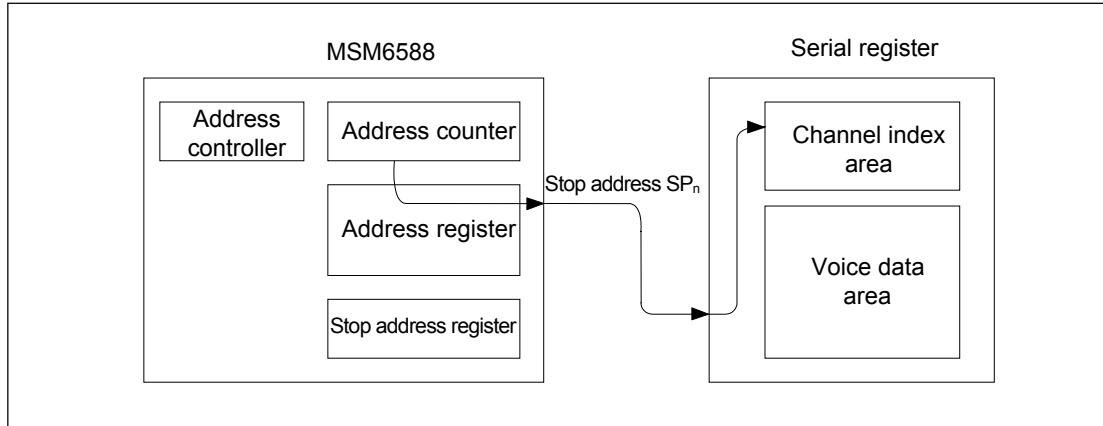 MSM6588
Serial register
Address
controller
Address counter
Channel index
area
Stop address SPₙ
Address register
Voice data
area
Stop address register